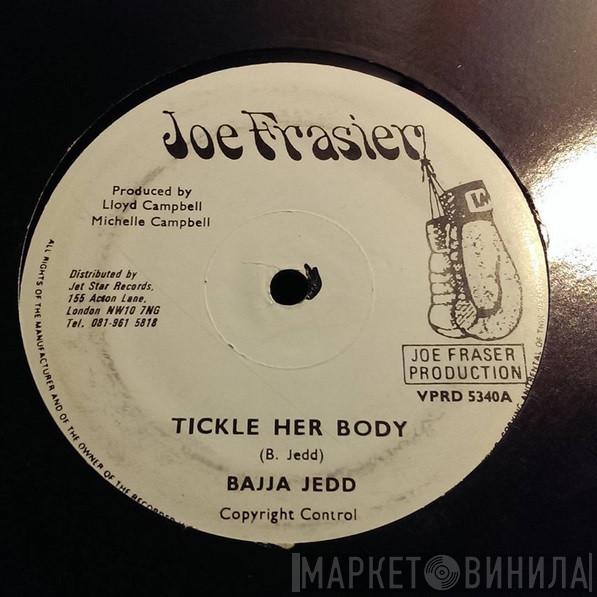 Joe Frasier
Produced by
Lloyd Campbell
Michelle Campbell
Distributed by
Jet Star Records,
155 Acton Lane,
London NW10 7NG
Tel. 081-961 5818
JOE FRASER
PRODUCTION
VPRD 5340A
TICKLE HER BODY
(B. Jedd)
BAJJA JEDD
Copyright Control
ALL RIGHTS OF THE MANUFACTURER AND OF THE OWNER OF THE RECORDED
МАРКЕТ ВИНИЛА